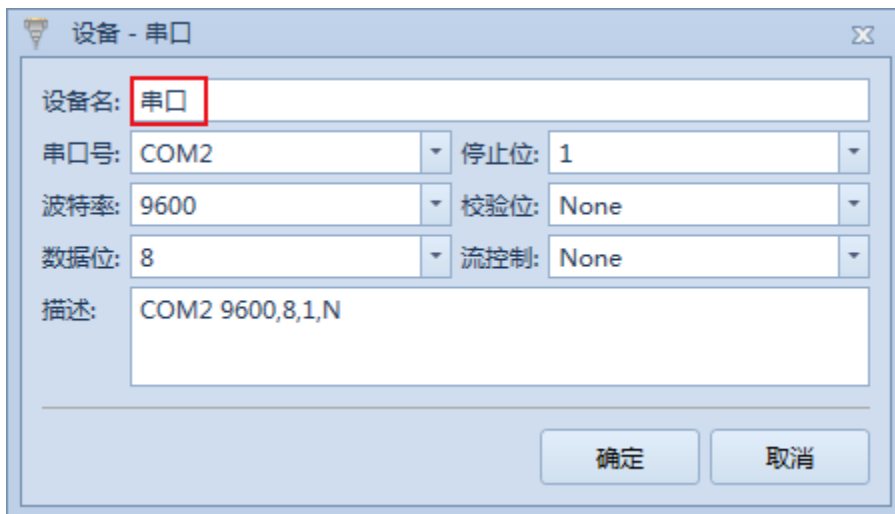 设备 - 串口
设备名: 串口
串口号: COM2 停止位: 1
波特率: 9600 校验位: None
数据位: 8 流控制: None
描述: COM2 9600,8,1,N
确定 取消